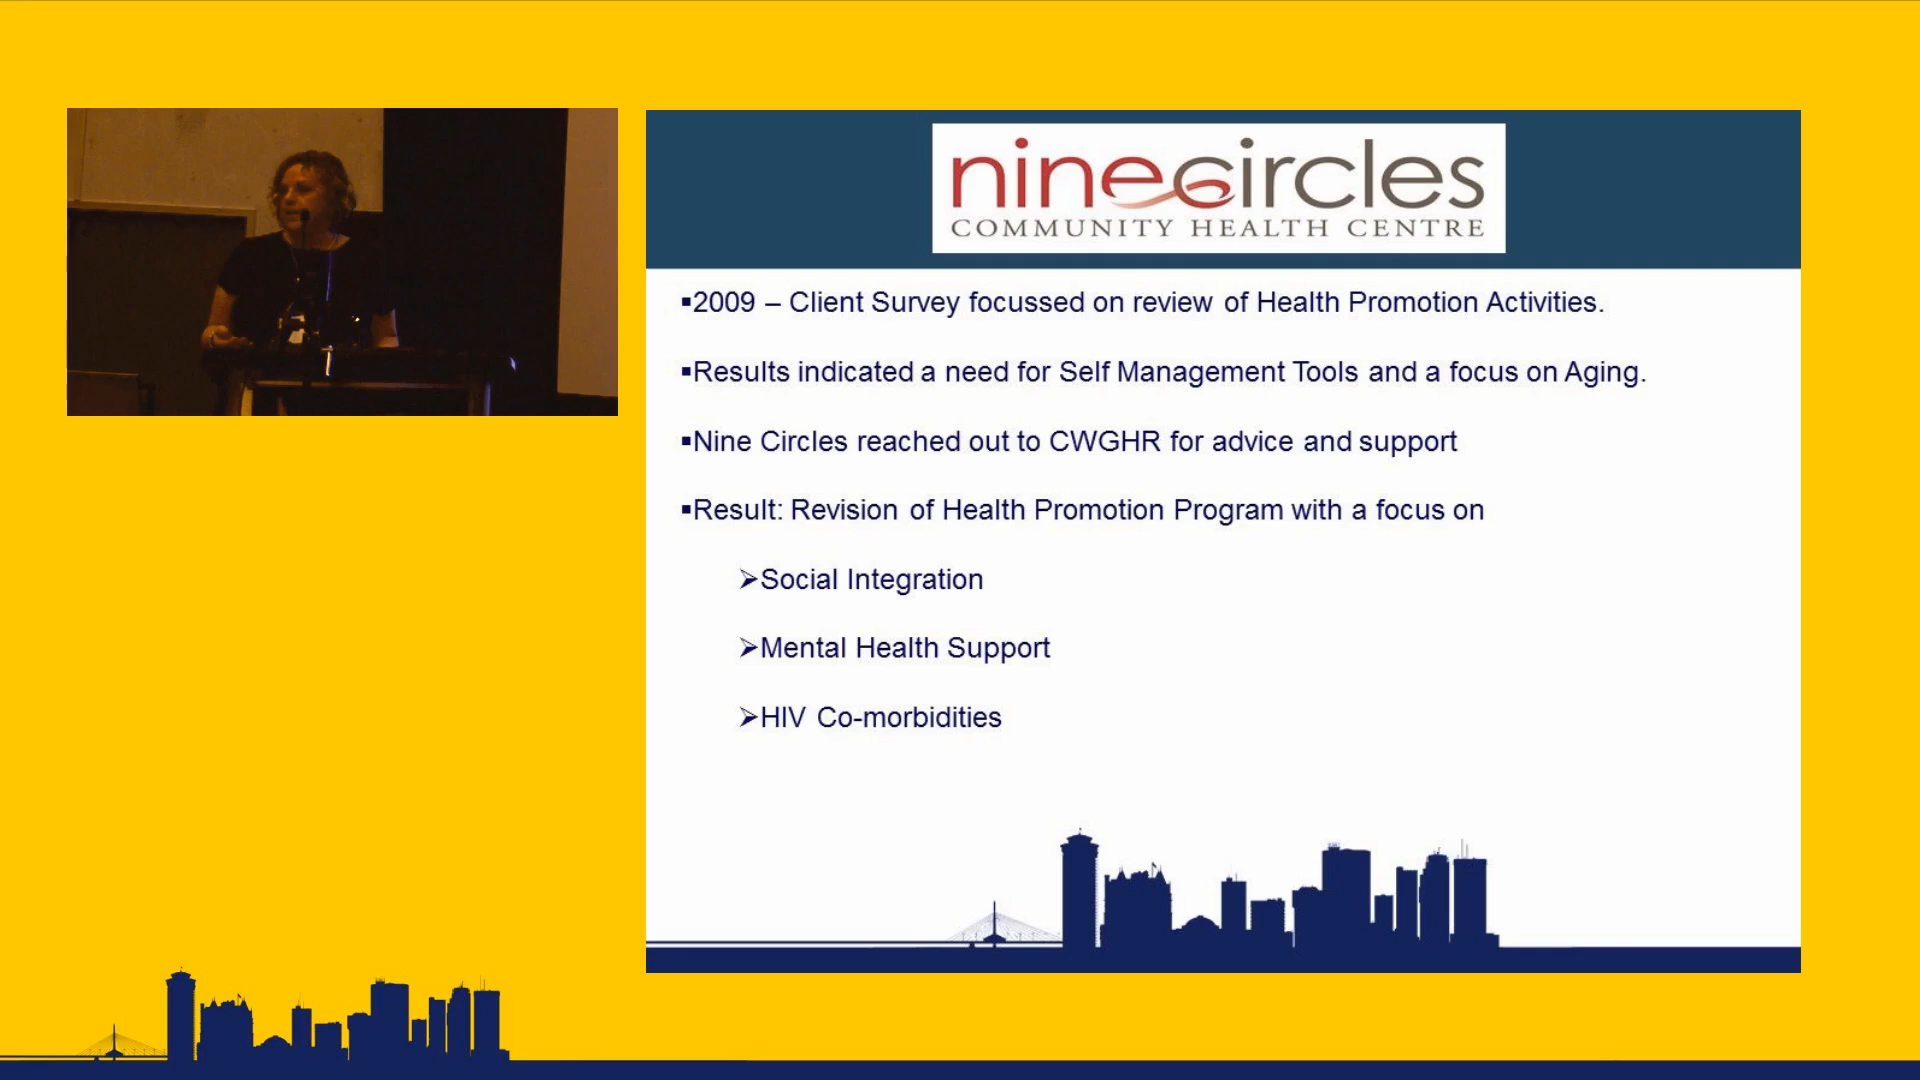 ninecircles
COMMUNITY HEALTH CENTRE
▪2009 – Client Survey focussed on review of Health Promotion Activities.
▪Results indicated a need for Self Management Tools and a focus on Aging.
▪Nine Circles reached out to CWGHR for advice and support
▪Result: Revision of Health Promotion Program with a focus on
➢Social Integration
➢Mental Health Support
➢HIV Co-morbidities